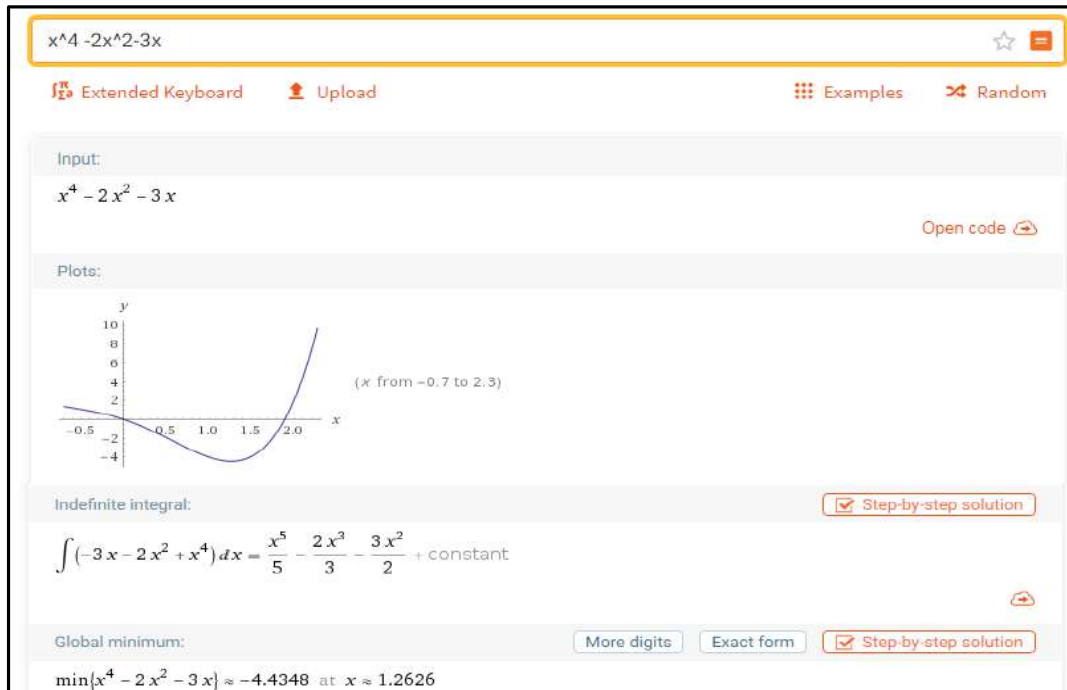 x^4 -2x^2-3x
Extended Keyboard Upload Examples Random
Input:
x⁴ − 2 x² − 3 x
Open code
Plots:
y
10
8
6
4
2
(x from −0.7 to 2.3)
−0.5 0.5 1.0 1.5 2.0 x
−2
−4
Indefinite integral: Step-by-step solution
∫(−3 x − 2 x² + x⁴) dx = x⁵/5 − 2 x³/3 − 3 x²/2 + constant
Global minimum: More digits Exact form Step-by-step solution
min{x⁴ − 2 x² − 3 x} ≈ −4.4348 at x ≈ 1.2626